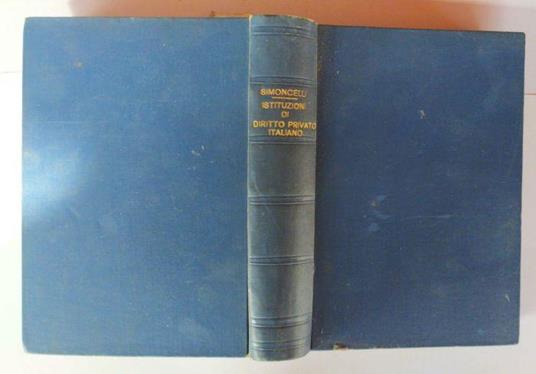 SIMONCELLI
ISTITUZIONI
DI
DIRITTO PRIVATO
ITALIANO